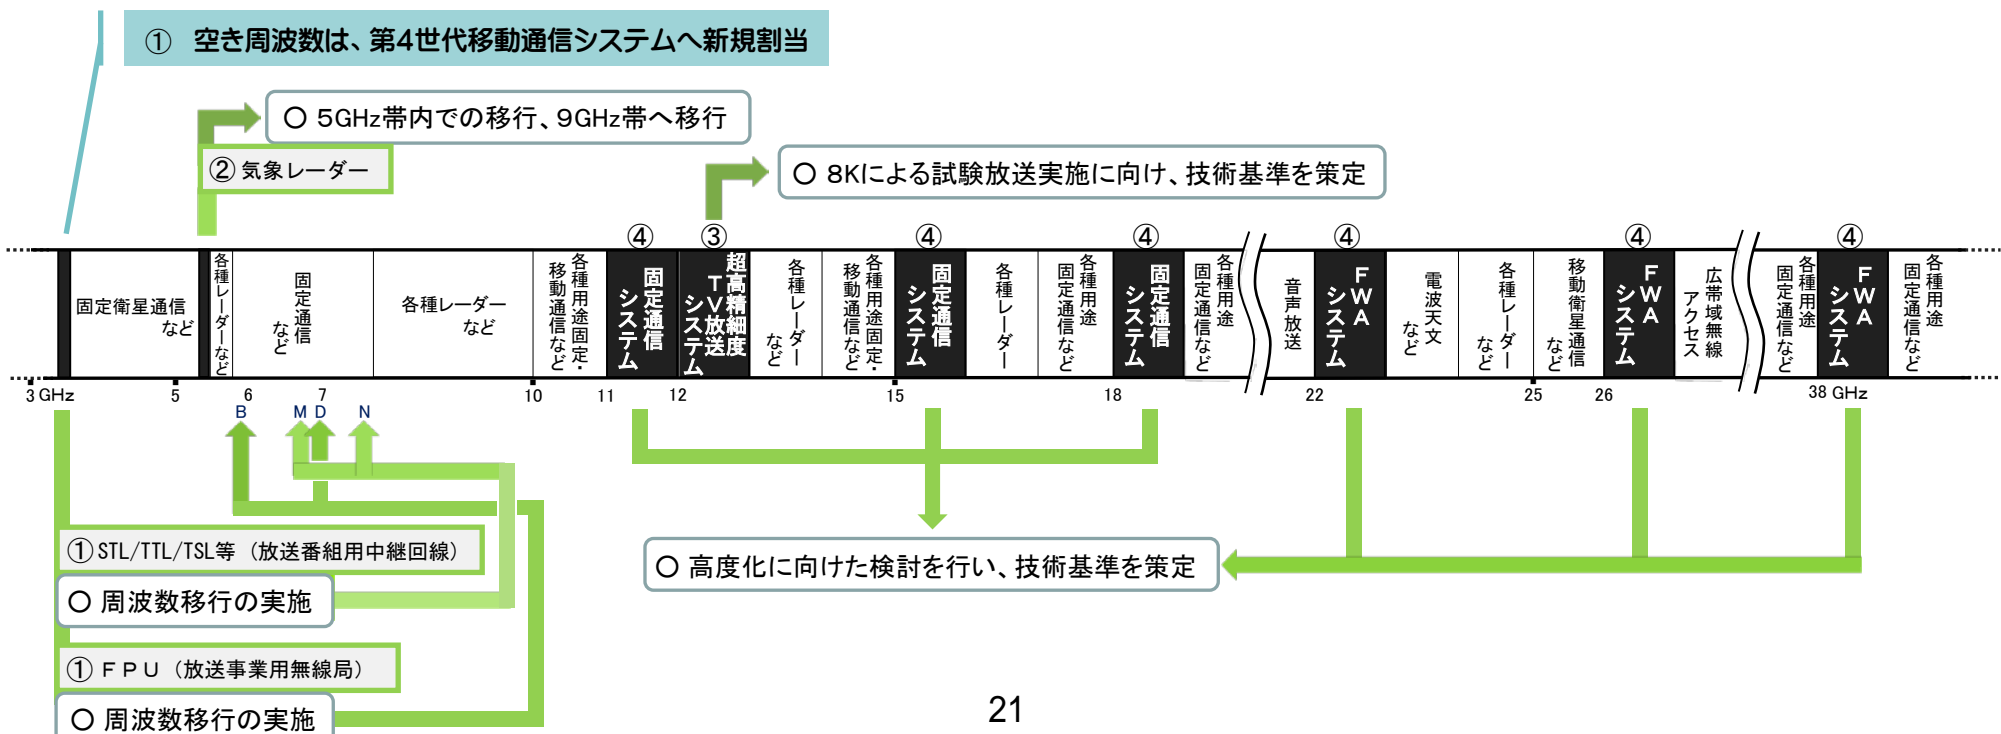 ① 空き周波数は、第4世代移動通信システムへ新規割当
○ 5GHz帯内での移行、9GHz帯へ移行
② 気象レーダー
○ 8Kによる試験放送実施に向け、技術基準を策定
④
③
④
④
④
④
④
固定衛星通信
など
各種レーダーなど
固定通信
など
各種レーダー
など
各種用途固定・
移動通信など
固定通信
システム
超高精細度
TV放送
システム
各種レーダー
など
各種用途固定・
移動通信など
固定通信
システム
各種レーダー
各種用途
固定通信など
固定通信
システム
各種用途
固定通信など
音声放送
FWA
システム
電波天文
など
各種レーダー
など
移動衛星通信
など
FWA
システム
広帯域無線
アクセス
各種用途
固定通信など
FWA
システム
各種用途
固定通信など
3 GHz
5
6
7
10
11
12
15
18
22
25
26
38 GHz
B
M
D
N
① STL/TTL/TSL等（放送番組用中継回線）
○ 周波数移行の実施
① FPU（放送事業用無線局）
○ 周波数移行の実施
○ 高度化に向けた検討を行い、技術基準を策定
21